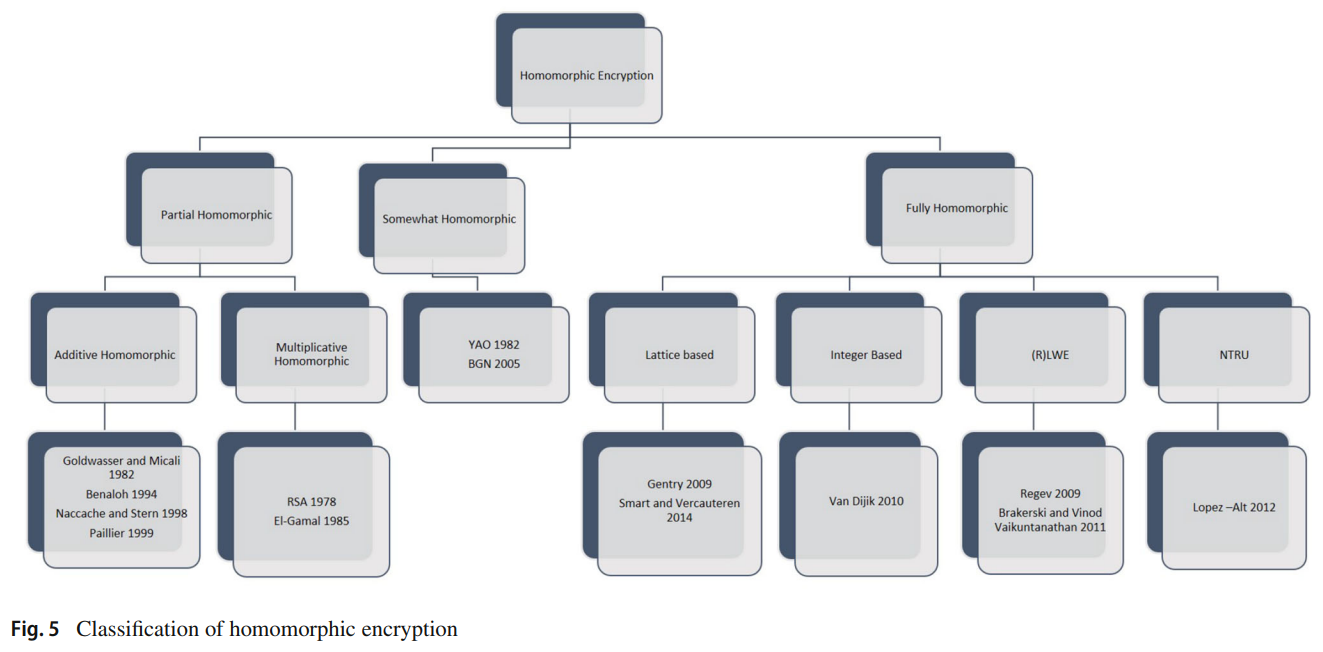 Homomorphic Encryption
Partial Homomorphic
Somewhat Homomorphic
Fully Homomorphic
Additive Homomorphic
Multiplicative
Homomorphic
YAO 1982
BGN 2005
Lattice based
Integer Based
(R)LWE
NTRU
Goldwasser and Micali
1982
Benaloh 1994
Naccache and Stern 1998
Paillier 1999
RSA 1978
El-Gamal 1985
Gentry 2009
Smart and Vercauteren
2014
Van Dijik 2010
Regev 2009
Brakerski and Vinod
Vaikuntanathan 2011
Lopez –Alt 2012
Fig. 5 Classification of homomorphic encryption